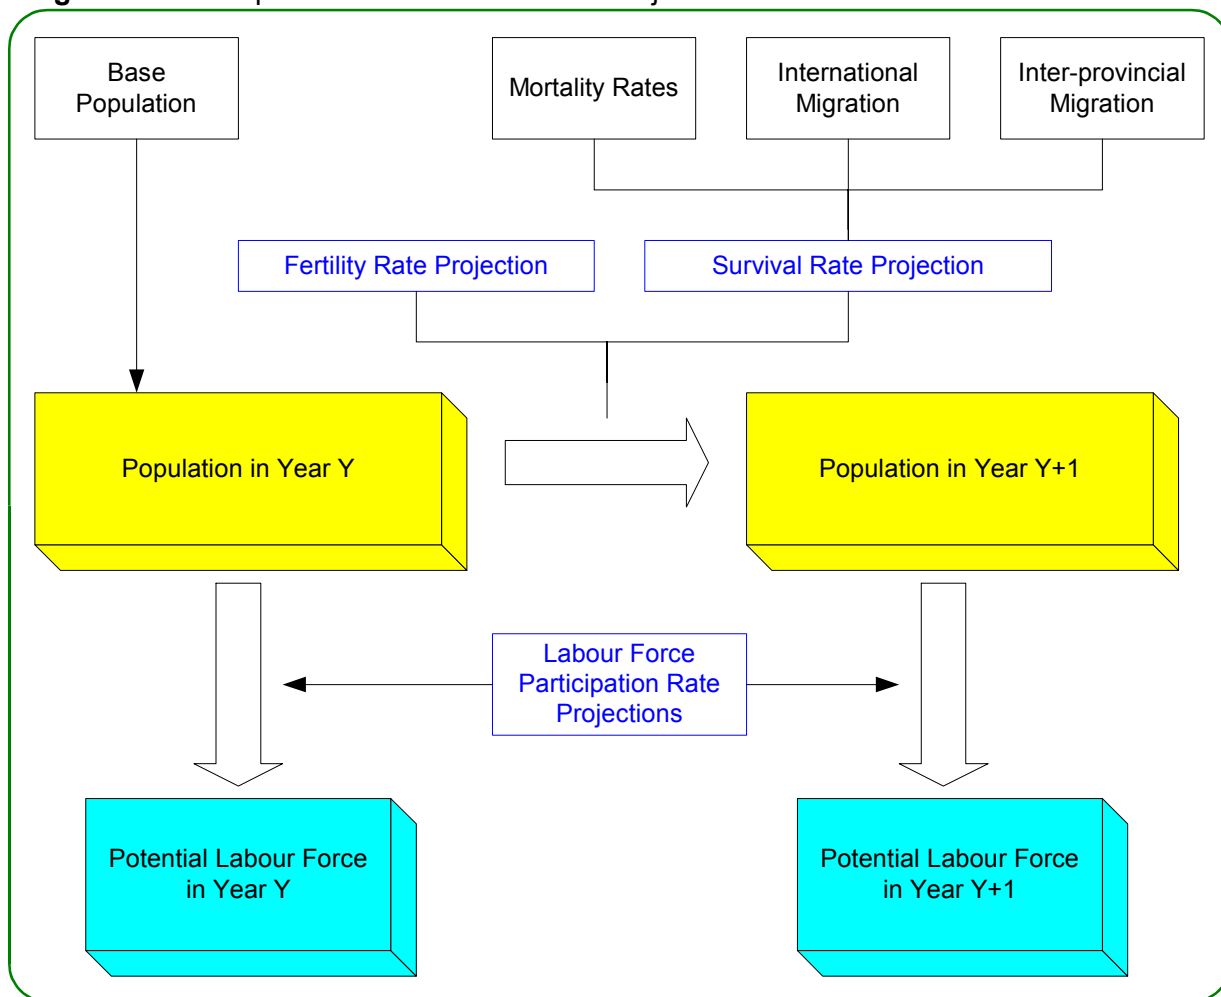 Base
Population
Mortality Rates
International
Migration
Inter-provincial
Migration
Fertility Rate Projection
Survival Rate Projection
Population in Year Y
Population in Year Y+1
Labour Force
Participation Rate
Projections
Potential Labour Force
in Year Y
Potential Labour Force
in Year Y+1